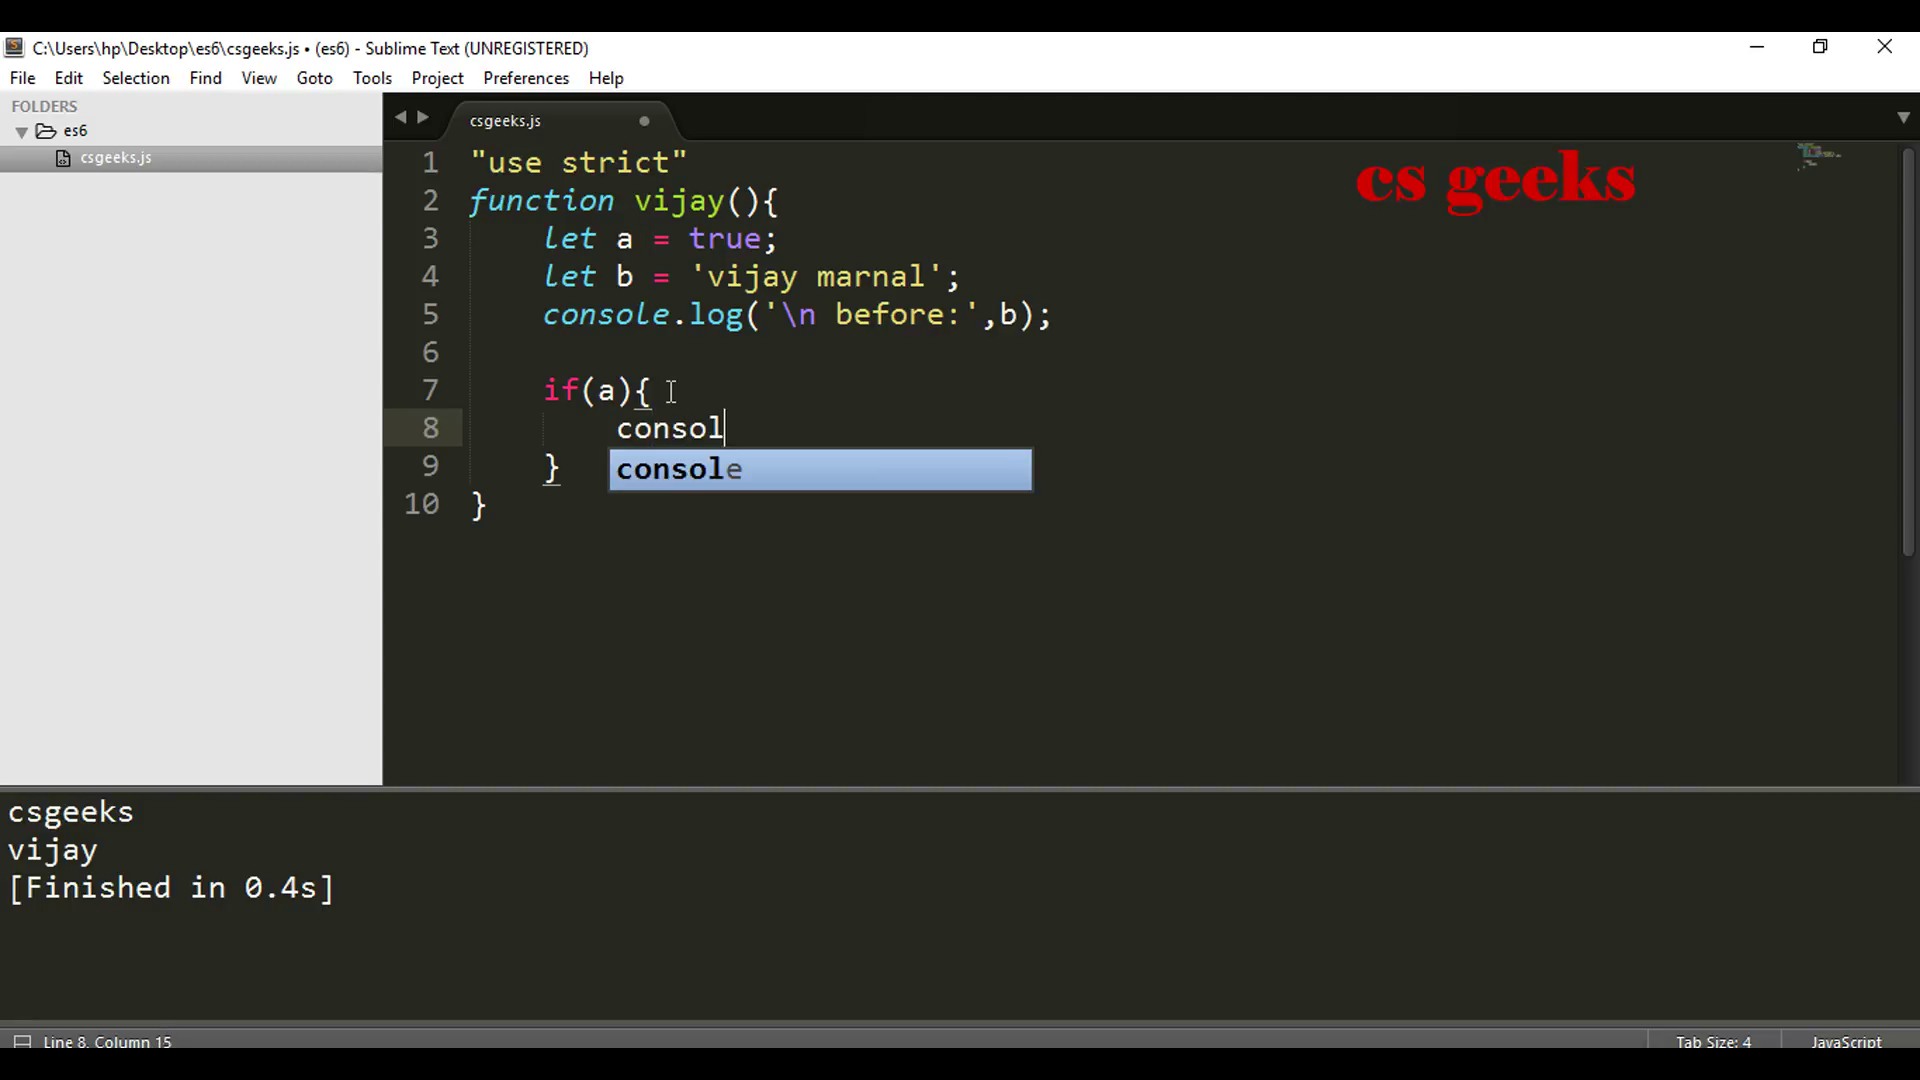 C:\Users\hp\Desktop\es6\csgeeks.js • (es6) - Sublime Text (UNREGISTERED)
File Edit Selection Find View Goto Tools Project Preferences Help
FOLDERS
es6
csgeeks.js
csgeeks.js
cs geeks
1 "use strict"
2 function vijay(){
3 let a = true;
4 let b = 'vijay marnal';
5 console.log('\n before:',b);
6
7 if(a){
8 consol
console
9 }
10 }
csgeeks
vijay
[Finished in 0.4s]
Line 8, Column 15 Tab Size: 4 JavaScript